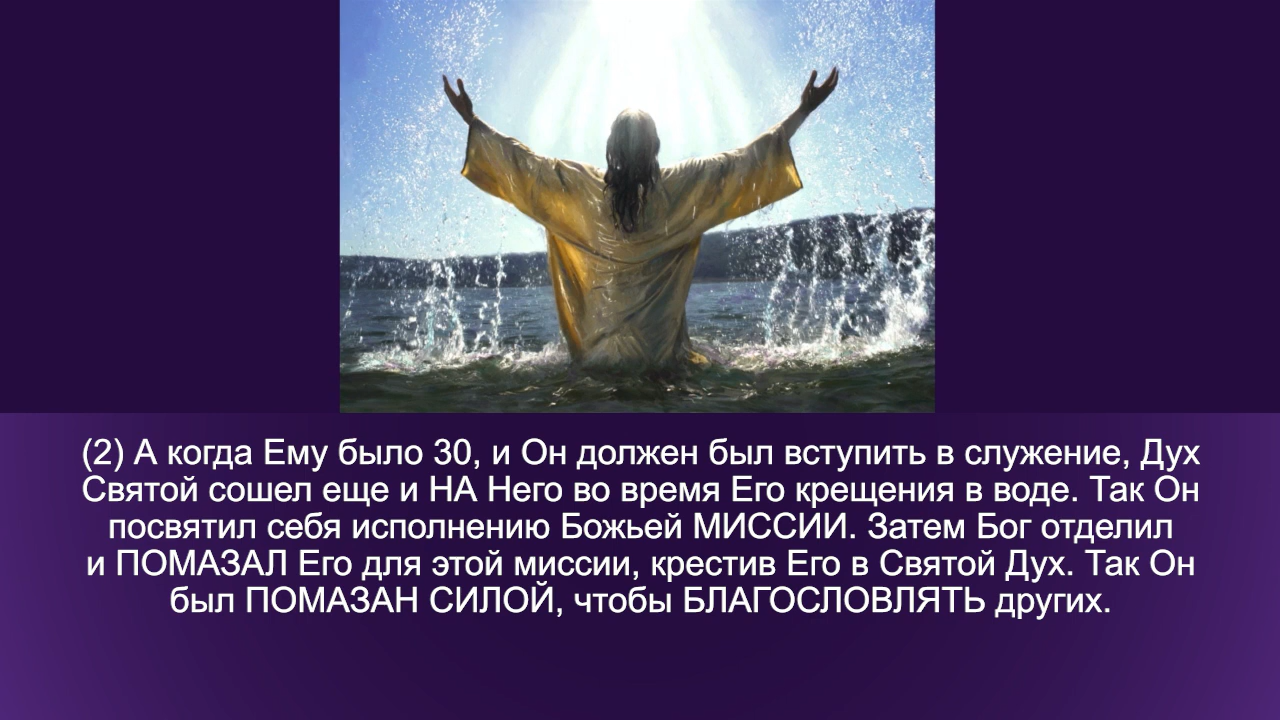 (2) А когда Ему было 30, и Он должен был вступить в служение, Дух
Святой сошел еще и НА Него во время Его крещения в воде. Так Он
посвятил себя исполнению Божьей МИССИИ. Затем Бог отделил
и ПОМАЗАЛ Его для этой миссии, крестив Его в Святой Дух. Так Он
был ПОМАЗАН СИЛОЙ, чтобы БЛАГОСЛОВЛЯТЬ других.